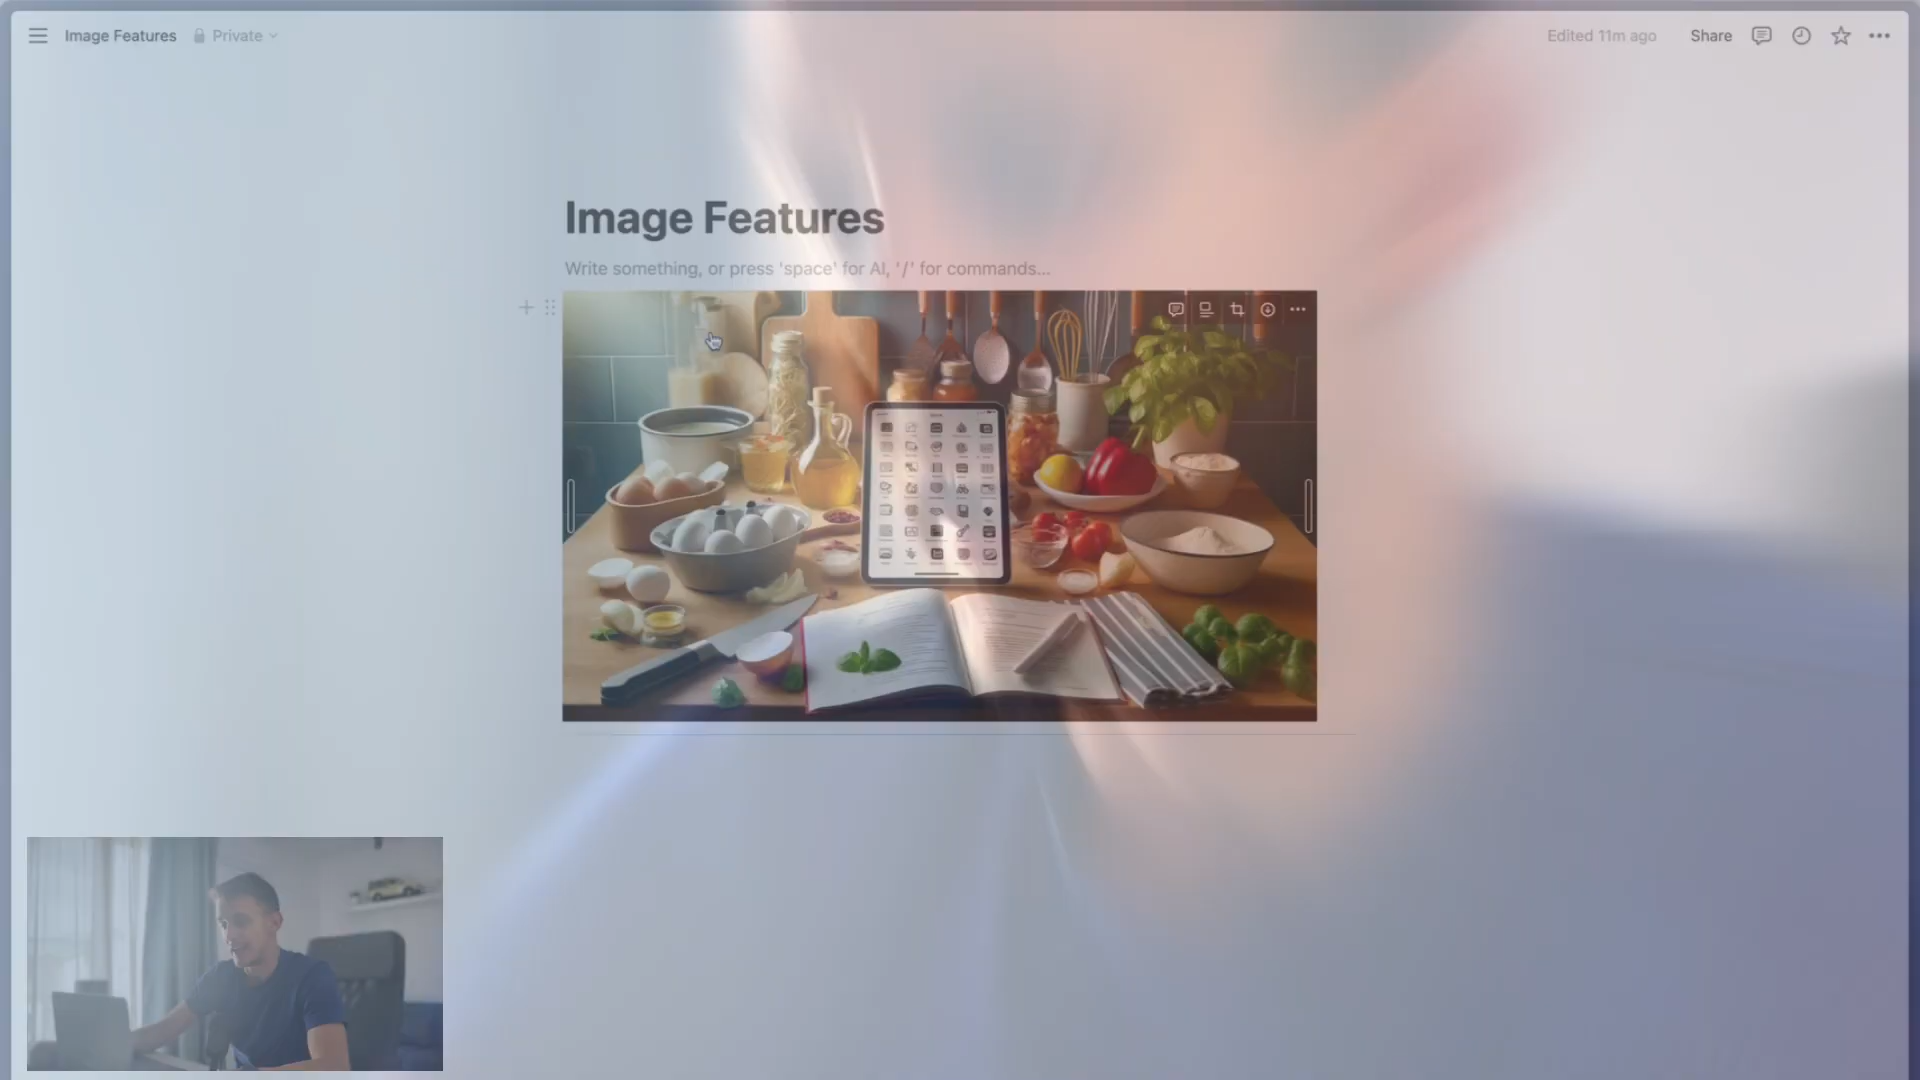 Image Features Private
Edited 11m ago Share
Image Features
Write something, or press 'space' for AI, '/' for commands...